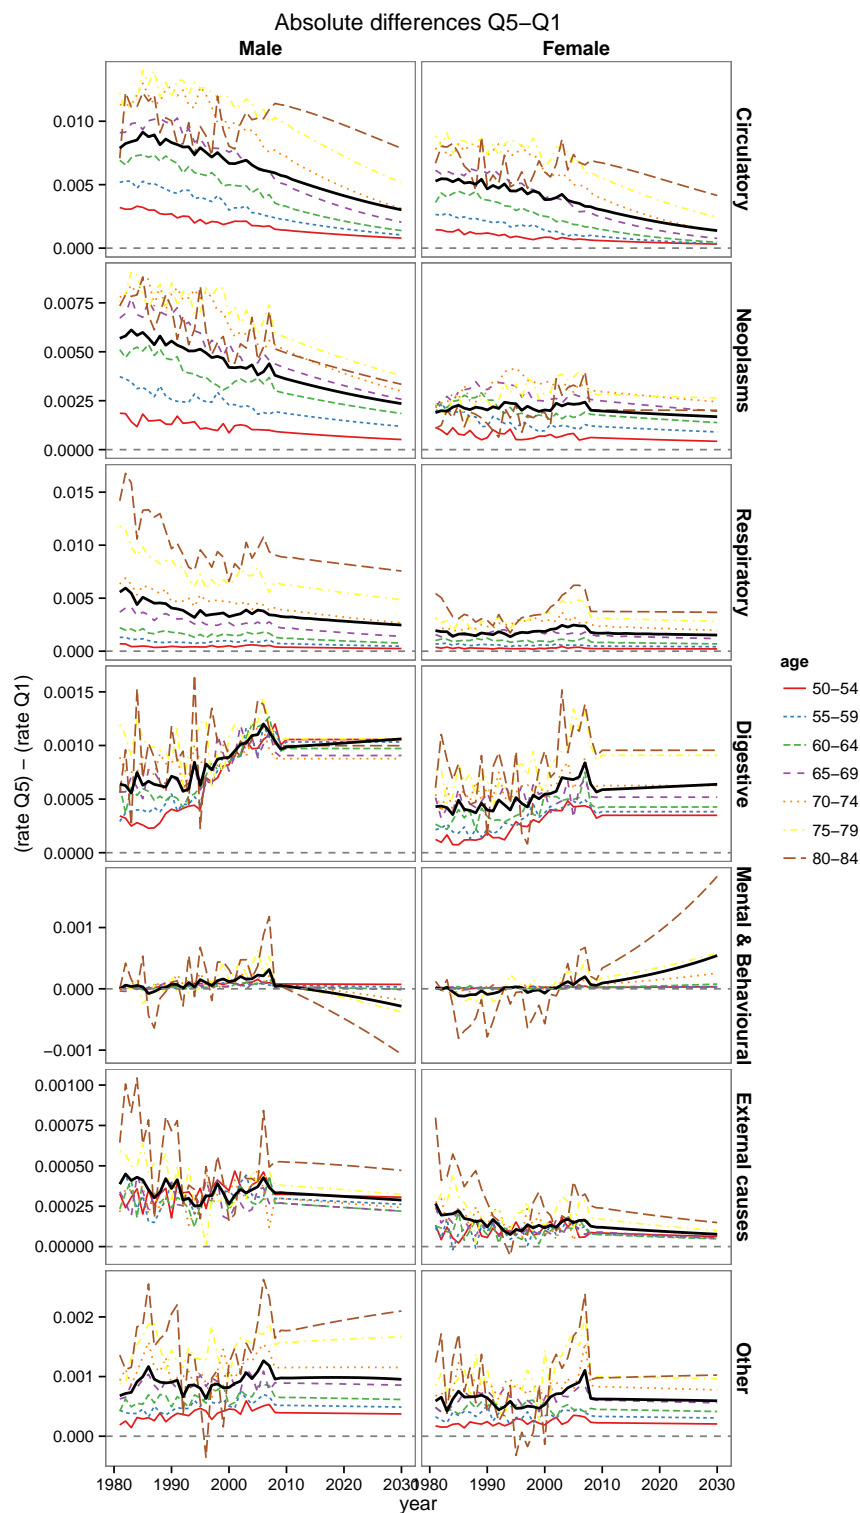 Absolute differences Q5−Q1
Male Female
Circulatory
0.010
0.005
0.000
Neoplasms
0.0075
0.0050
0.0025
0.0000
Respiratory
0.015
0.010
0.005
0.000
Digestive
0.0015
0.0010
0.0005
0.0000
Mental & Behavioural
0.001
0.000
−0.001
External causes
0.00100
0.00075
0.00050
0.00025
0.00000
Other
0.002
0.001
0.000
(rate Q5) − (rate Q1)
1980 1990 2000 2010 2020 2030 1980 1990 2000 2010 2020 2030
year
age
50−54
55−59
60−64
65−69
70−74
75−79
80−84